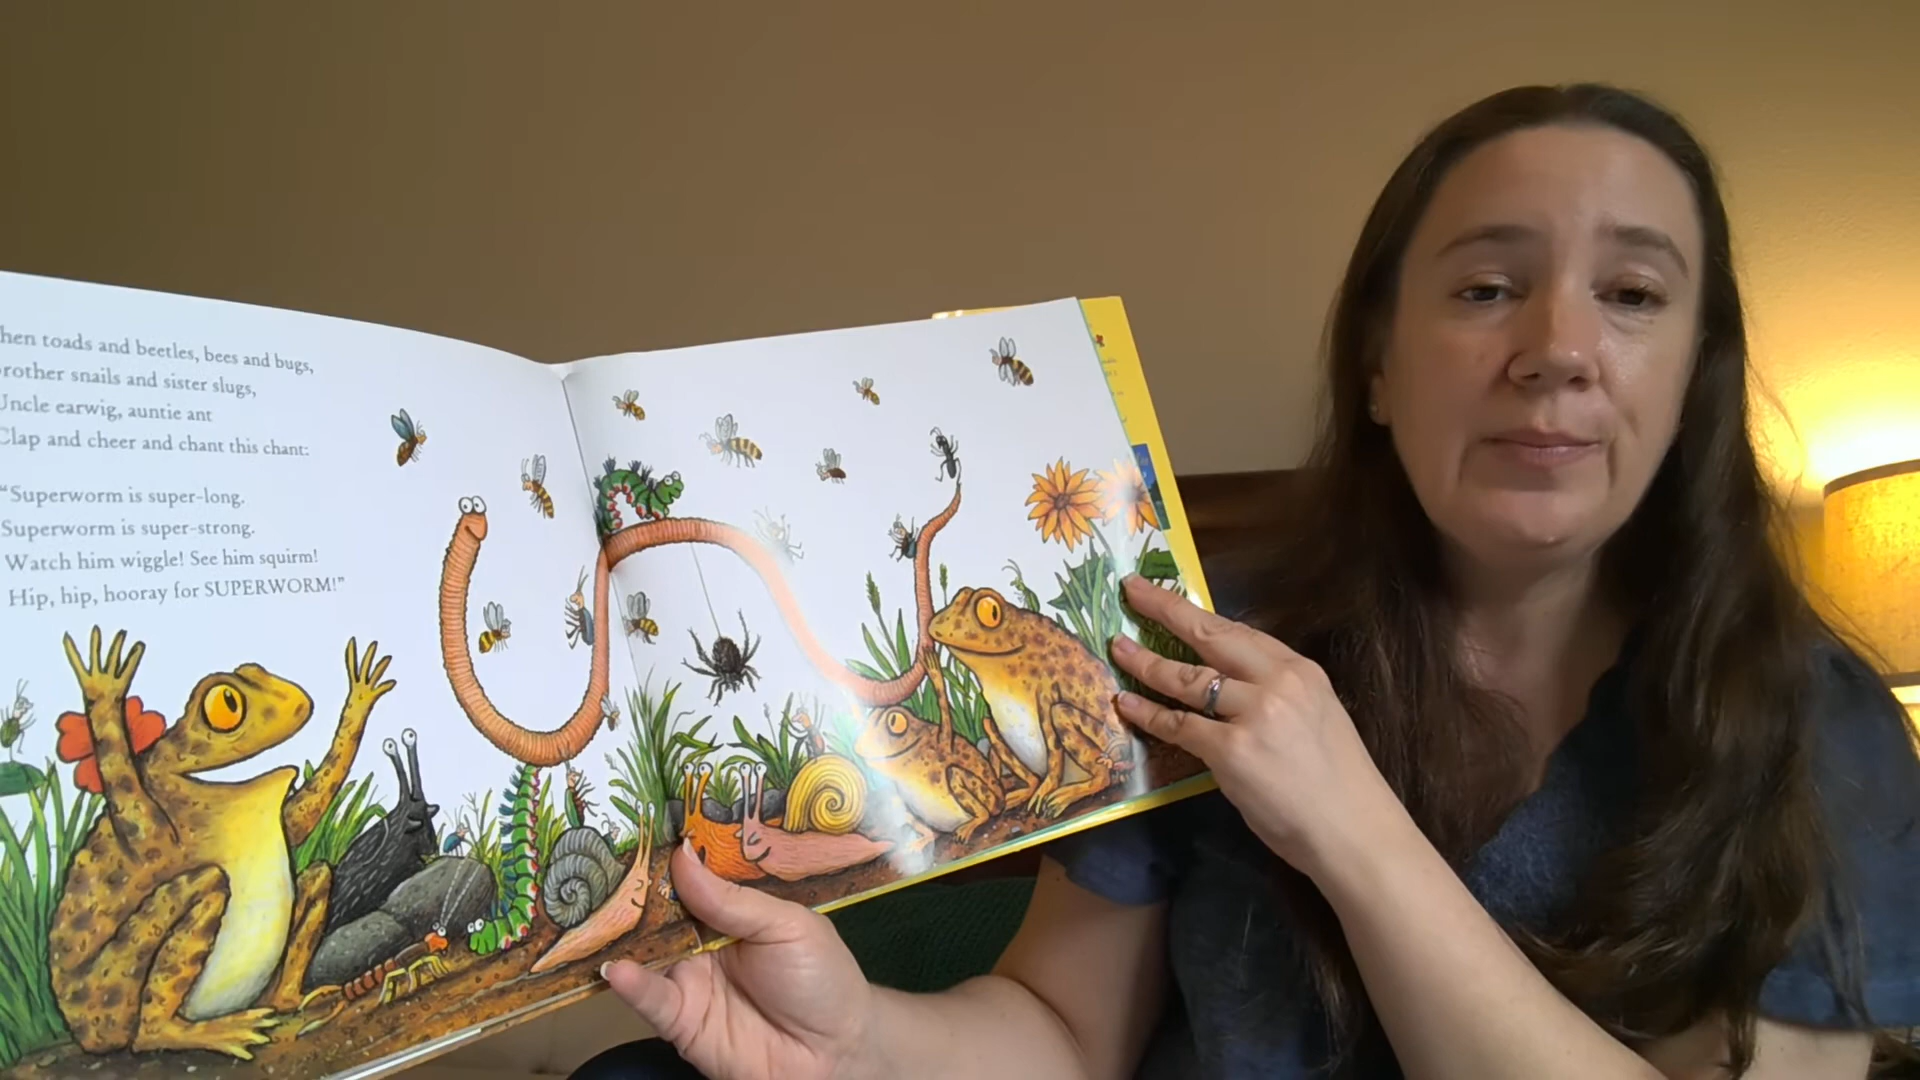 hen toads and beetles, bees and bugs,
rother snails and sister slugs,
Uncle earwig, auntie ant
Clap and cheer and chant this chant:
"Superworm is super-long.
Superworm is super-strong.
Watch him wiggle! See him squirm!
Hip, hip, hooray for SUPERWORM!"